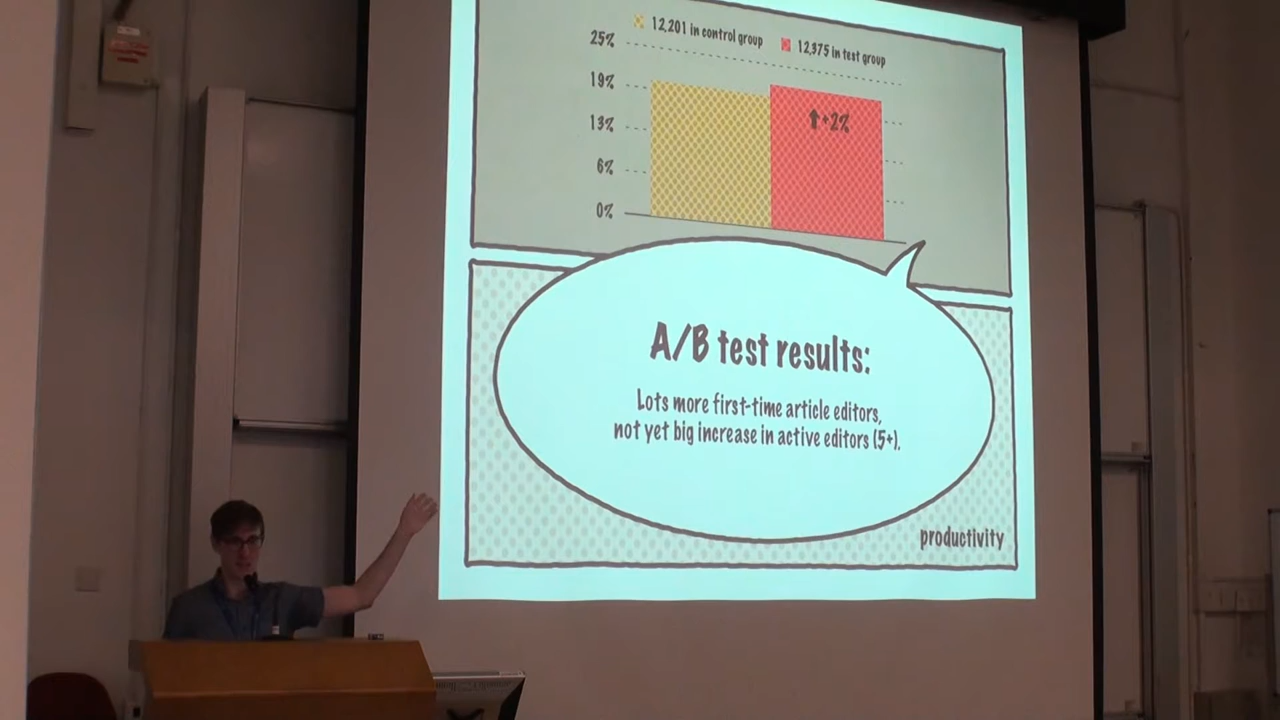 12,201 in control group
12,375 in test group
25%
19%
13%
6%
0%
⬆+2%
A/B test results:
Lots more first-time article editors,
not yet big increase in active editors (5+).
productivity